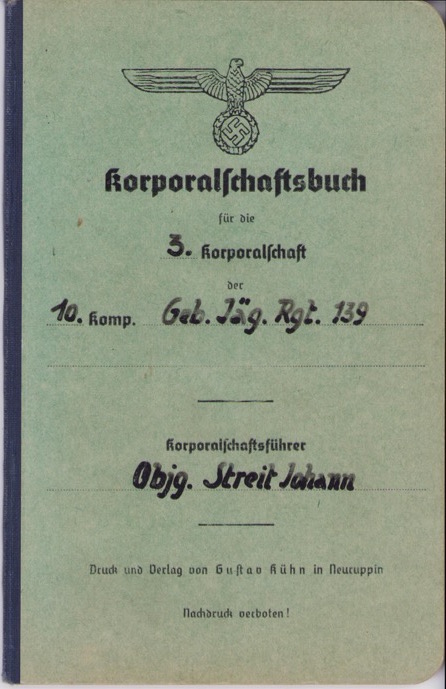 Korporalſchaftsbuch
für die
3. Korporalſchaft
der
10. Komp. Geb. Jäg. Rgt. 139
Korporalſchaftsführer
Objg. Streit Johann
Druck und Verlag von Guſtav Kühn in Neuruppin
Nachdruck verboten!